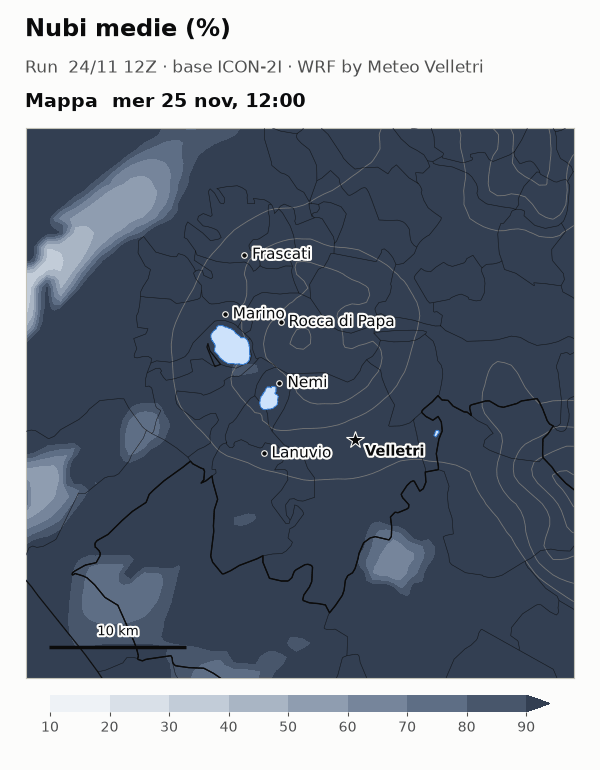 Nubi medie (%)
Run  24/11 12Z · base ICON-2I · WRF by Meteo Velletri
Mappa  mer 25 nov, 12:00
Frascati
Marino
Rocca di Papa
Nemi
Velletri
Lanuvio
10 km
10 20 30 40 50 60 70 80 90